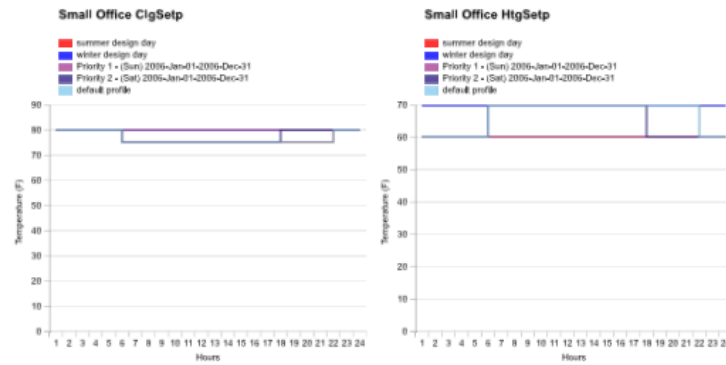 Small Office ClgSetp
summer design day
winter design day
Priority 1 - (Sun) 2006-Jan-01-2006-Dec-31
Priority 2 - (Sat) 2006-Jan-01-2006-Dec-31
default profile
90
80
70
60
50
40
30
20
10
0
Temperature (F)
1 2 3 4 5 6 7 8 9 10 11 12 13 14 15 16 17 18 19 20 21 22 23 24
Hours
Small Office HtgSetp
summer design day
winter design day
Priority 1 - (Sun) 2006-Jan-01-2006-Dec-31
Priority 2 - (Sat) 2006-Jan-01-2006-Dec-31
default profile
70
60
50
40
30
20
10
0
Temperature (F)
1 2 3 4 5 6 7 8 9 10 11 12 13 14 15 16 17 18 19 20 21 22 23
Hours